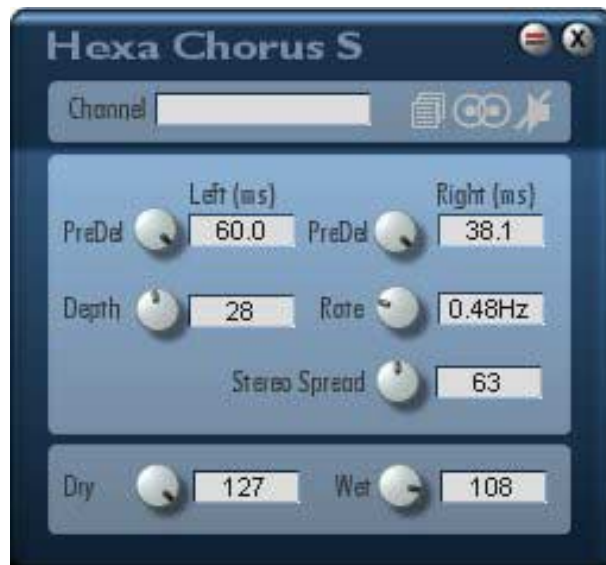 Hexa Chorus S
Channel
Left (ms) Right (ms)
PreDel 60.0 PreDel 38.1
Depth 28 Rate 0.48Hz
Stereo Spread 63
Dry 127 Wet 108